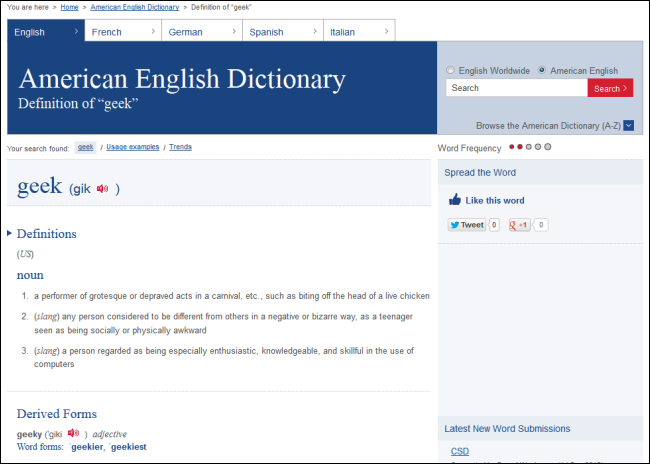 You are here > Home > American English Dictionary > Definition of "geek"
English > French > German > Spanish > Italian >
American English Dictionary
Definition of “geek”
English Worldwide American English
Search Search >
Browse the American Dictionary (A-Z)
Your search found: geek / Usage examples / Trends
Word Frequency
geek (gik )
Spread the Word
Like this word
Tweet 0 +1 0
Definitions
(US)
noun
1. a performer of grotesque or depraved acts in a carnival, etc., such as biting off the head of a live chicken
2. (slang) any person considered to be different from others in a negative or bizarre way, as a teenager
seen as being socially or physically awkward
3. (slang) a person regarded as being especially enthusiastic, knowledgeable, and skillful in the use of
computers
Derived Forms
geeky (ˈgiki ) adjective
Word forms: ˈgeekier, ˈgeekiest
Latest New Word Submissions
CSD